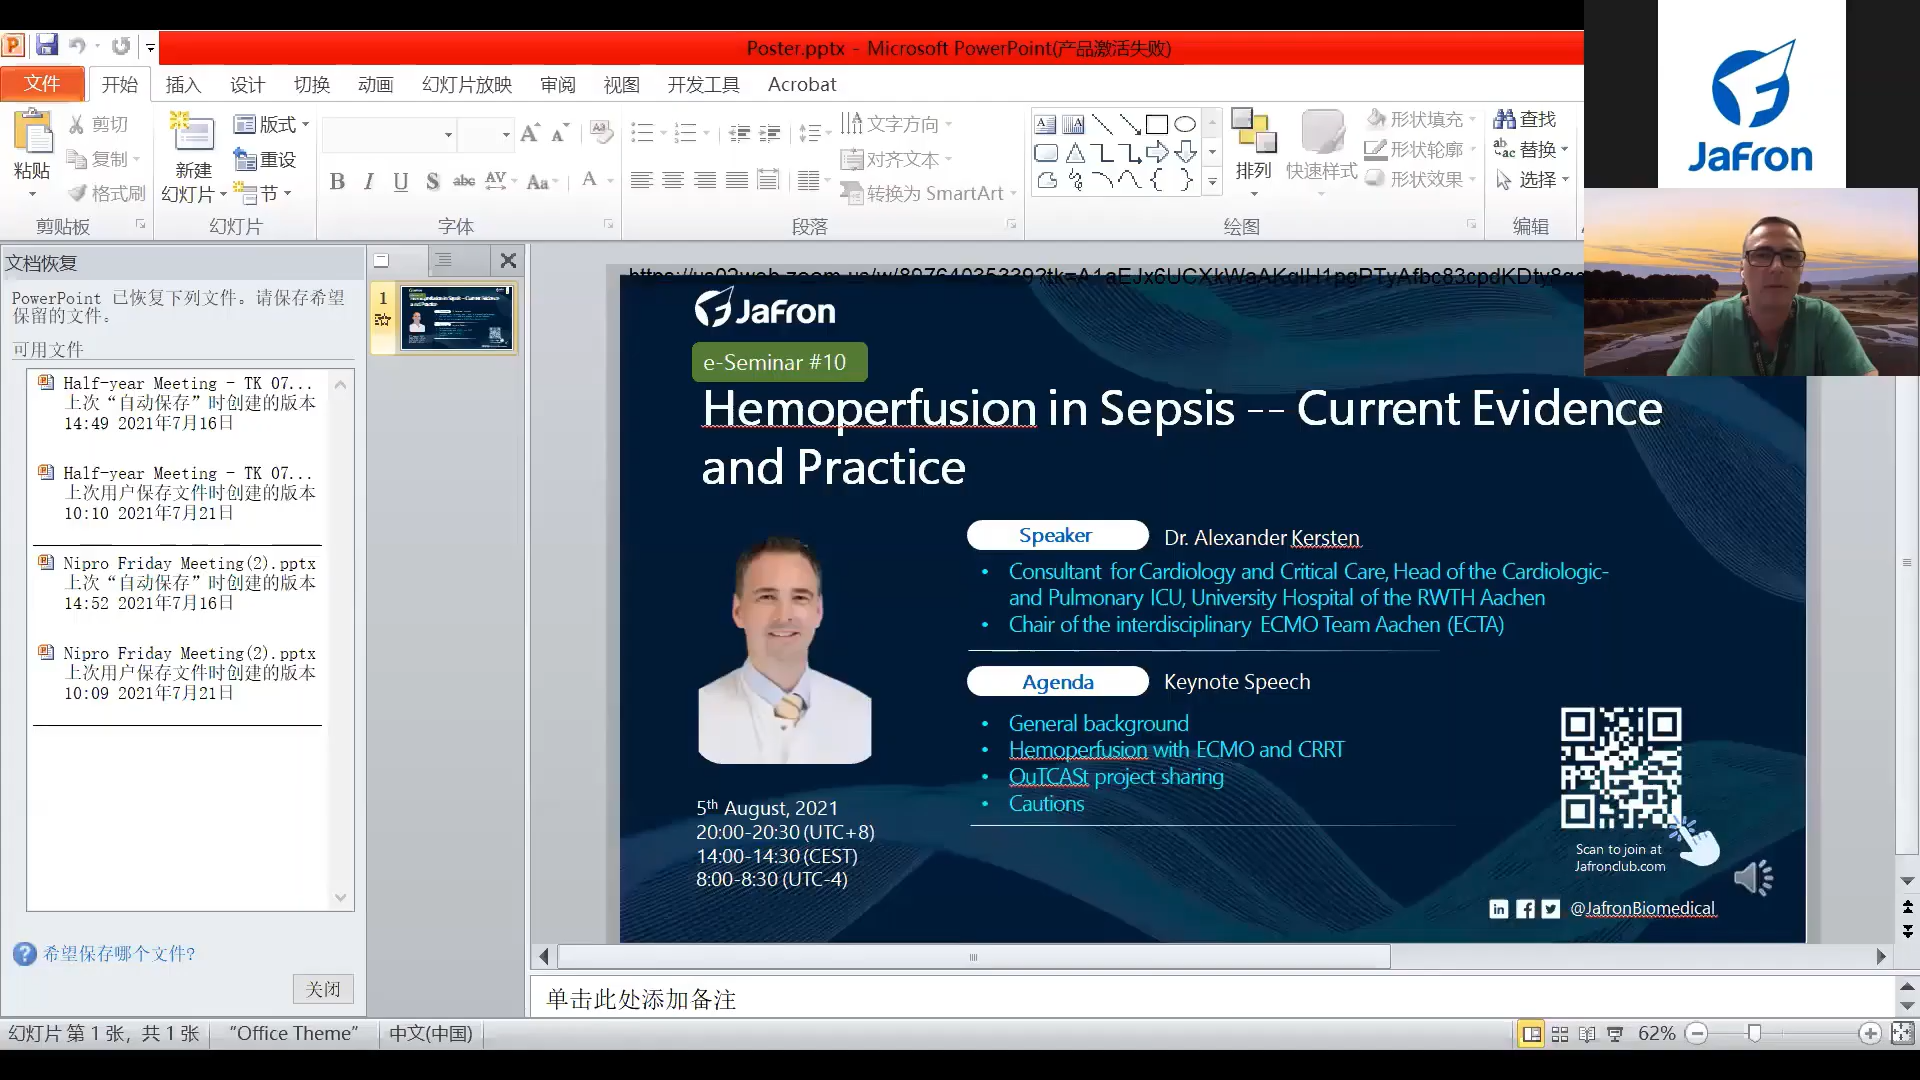 Poster.pptx - Microsoft PowerPoint(产品激活失败)
文件 开始 插入 设计 切换 动画 幻灯片放映 审阅 视图 开发工具 Acrobat
粘贴 剪切 复制 格式刷
剪贴板
新建
幻灯片 版式 重设 节
幻灯片
B I U S abc AV Aa A
字体
文字方向
对齐文本
转换为 SmartArt
段落
排列 快速样式 形状填充
形状轮廓
形状效果
绘图
查找
替换
选择
编辑
JaFron
文档恢复
PowerPoint 已恢复下列文件。请保存希望
保留的文件。
可用文件
Half-year Meeting - TK 07...
上次“自动保存”时创建的版本
14:49 2021年7月16日
Half-year Meeting - TK 07...
上次用户保存文件时创建的版本
10:10 2021年7月21日
Nipro Friday Meeting(2).pptx
上次“自动保存”时创建的版本
14:52 2021年7月16日
Nipro Friday Meeting(2).pptx
上次用户保存文件时创建的版本
10:09 2021年7月21日
希望保存哪个文件?
关闭
1
JaFron
e-Seminar #10
Hemoperfusion in Sepsis -- Current Evidence
and Practice
Speaker Dr. Alexander Kersten
• Consultant for Cardiology and Critical Care, Head of the Cardiologic-
and Pulmonary ICU, University Hospital of the RWTH Aachen
• Chair of the interdisciplinary ECMO Team Aachen (ECTA)
Agenda Keynote Speech
• General background
• Hemoperfusion with ECMO and CRRT
• OuTCASt project sharing
• Cautions
5th August, 2021
20:00-20:30 (UTC+8)
14:00-14:30 (CEST)
8:00-8:30 (UTC-4)
Scan to join at
Jafronclub.com
@JafronBiomedical
单击此处添加备注
幻灯片 第 1 张，共 1 张 “Office Theme” 中文(中国) 62%